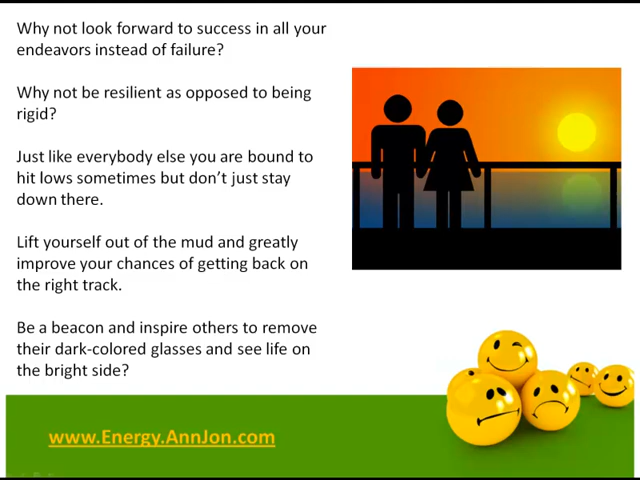 Why not look forward to success in all your
endeavors instead of failure?
Why not be resilient as opposed to being
rigid?
Just like everybody else you are bound to
hit lows sometimes but don’t just stay
down there.
Lift yourself out of the mud and greatly
improve your chances of getting back on
the right track.
Be a beacon and inspire others to remove
their dark-colored glasses and see life on
the bright side?
www.Energy.AnnJon.com